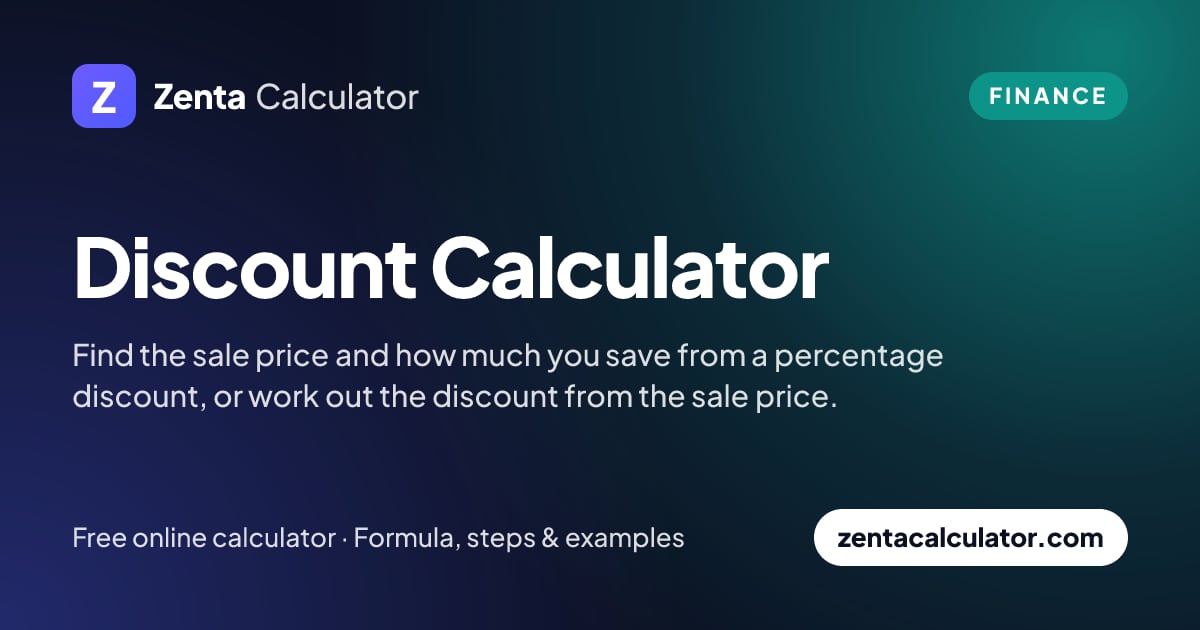 Z
Zenta Calculator
FINANCE
Discount Calculator
Find the sale price and how much you save from a percentage
discount, or work out the discount from the sale price.
Free online calculator · Formula, steps & examples
zentacalculator.com